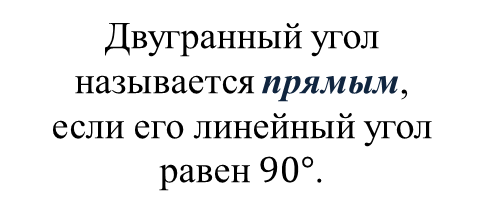 Двугранный угол
называется прямым,
если его линейный угол
равен 90°.